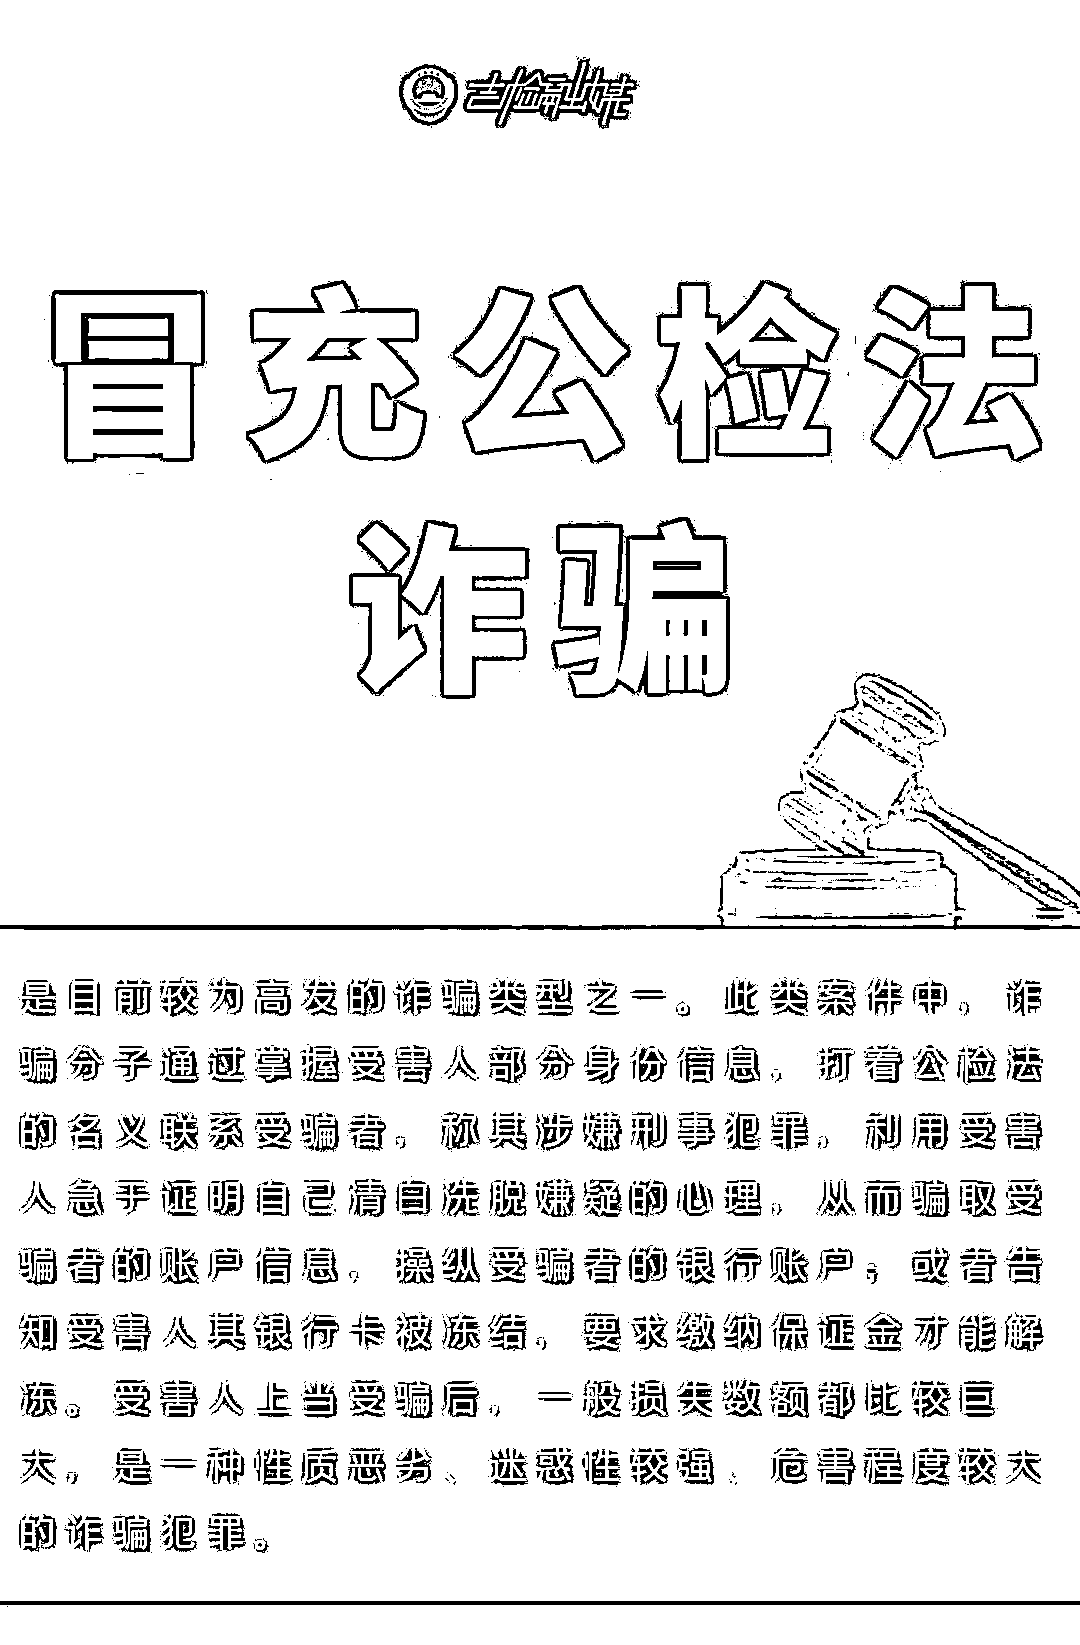 吉检融媒
冒充公检法
诈骗
是目前较为高发的诈骗类型之一。此类案件中，诈
骗分子通过掌握受害人部分身份信息，打着公检法
的名义联系受骗者，称其涉嫌刑事犯罪，利用受害
人急于证明自己清白洗脱嫌疑的心理，从而骗取受
骗者的账户信息，操纵受骗者的银行账户；或者告
知受害人其银行卡被冻结，要求缴纳保证金才能解
冻。受害人上当受骗后，一般损失数额都比较巨
大，是一种性质恶劣、迷惑性较强、危害程度较大
的诈骗犯罪。